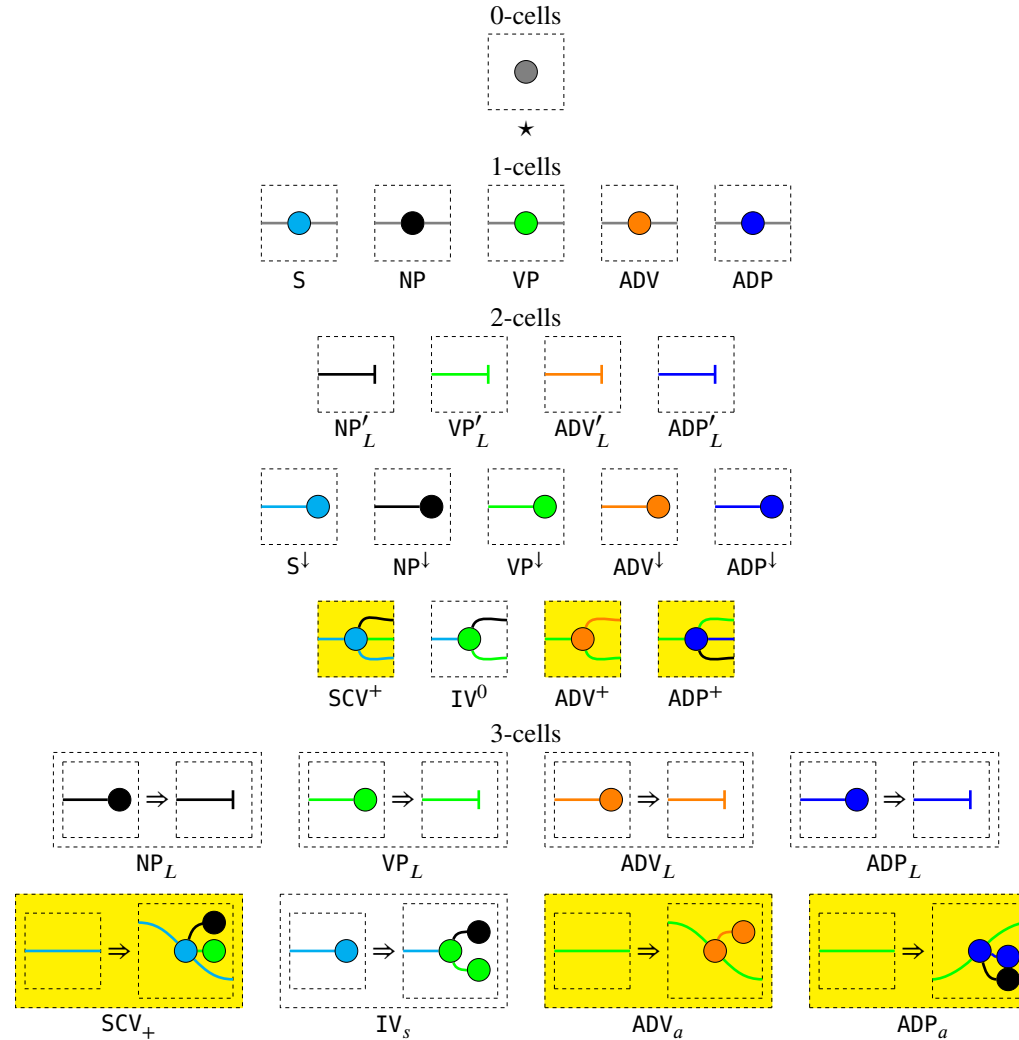 0-cells
⋆
1-cells
S NP VP ADV ADP
2-cells
NP′_L VP′_L ADV′_L ADP′_L
S↓ NP↓ VP↓ ADV↓ ADP↓
SCV⁺ IV⁰ ADV⁺ ADP⁺
3-cells
⇒ ⇒ ⇒ ⇒
NP_L VP_L ADV_L ADP_L
⇒ ⇒ ⇒ ⇒
SCV₊ IV_s ADV_a ADP_a